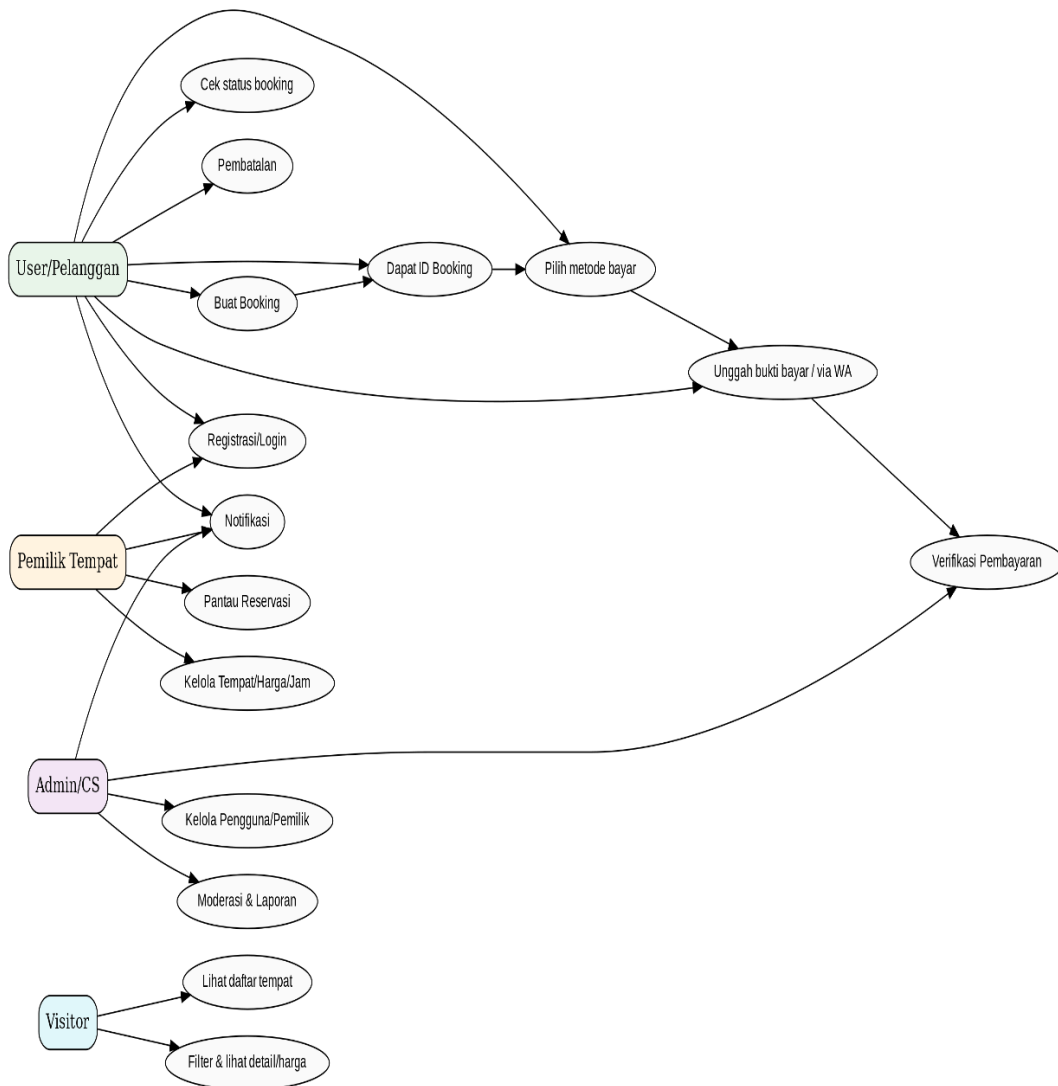 Cek status booking
Pembatalan
User/Pelanggan
Dapat ID Booking
Pilih metode bayar
Buat Booking
Unggah bukti bayar / via WA
Registrasi/Login
Notifikasi
Pemilik Tempat
Verifikasi Pembayaran
Pantau Reservasi
Kelola Tempat/Harga/Jam
Admin/CS
Kelola Pengguna/Pemilik
Moderasi & Laporan
Lihat daftar tempat
Visitor
Filter & lihat detail/harga